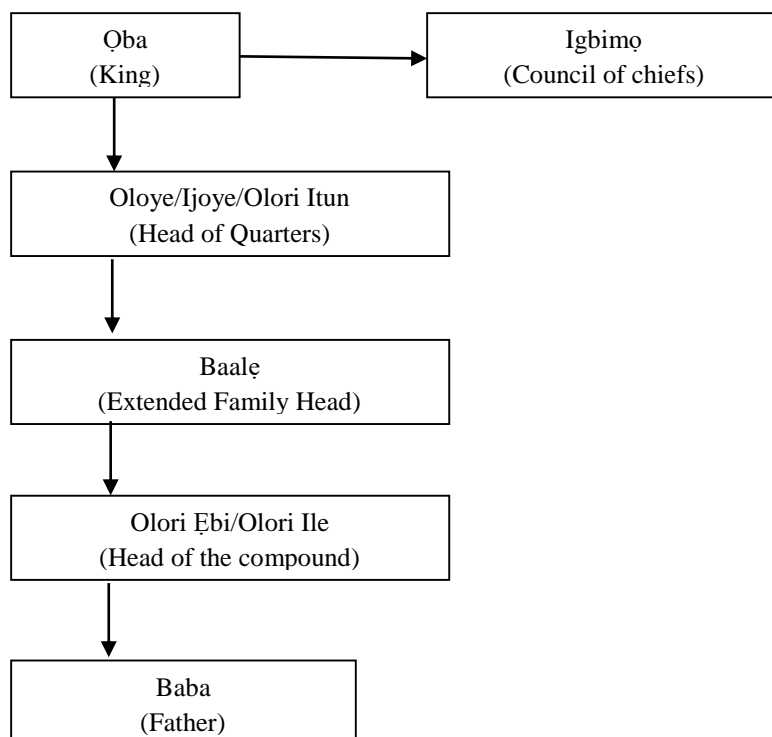 Ọba
(King)
Igbimọ
(Council of chiefs)
Oloye/Ijoye/Olori Itun
(Head of Quarters)
Baalẹ
(Extended Family Head)
Olori Ẹbi/Olori Ile
(Head of the compound)
Baba
(Father)